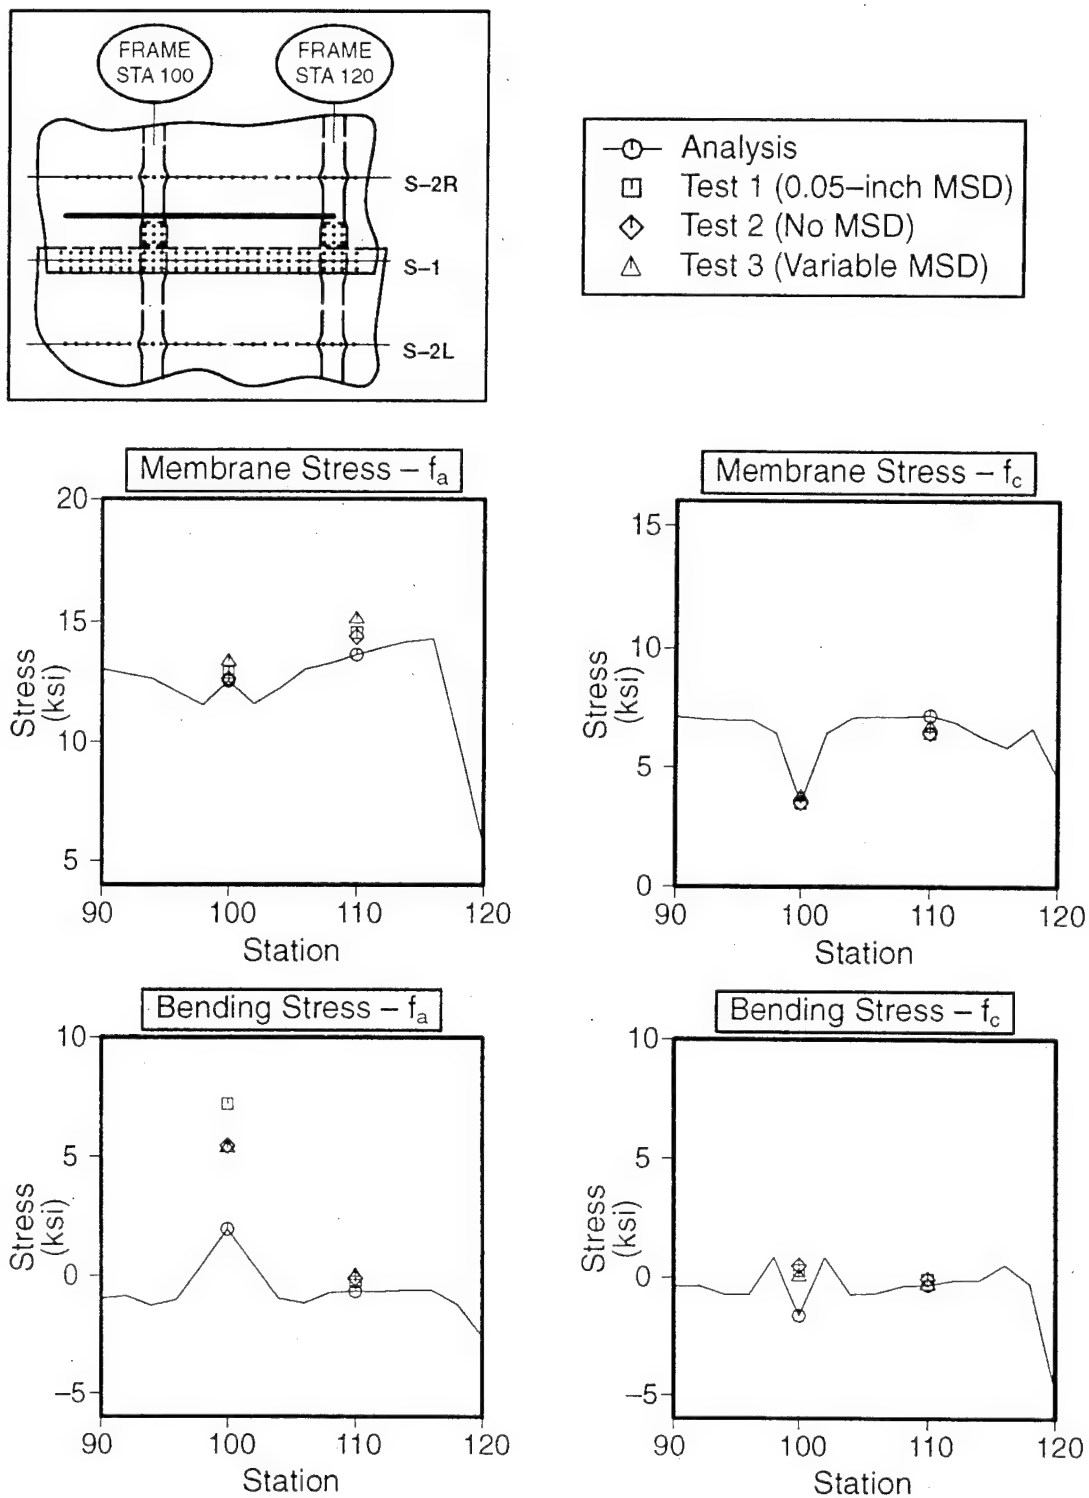 FRAME
STA 100
FRAME
STA 120
S–2R
S–1
S–2L
Analysis
Test 1 (0.05–inch MSD)
Test 2 (No MSD)
Test 3 (Variable MSD)
Membrane Stress – fa
20
15
10
5
Stress
(ksi)
90 100 110 120
Station
Membrane Stress – fc
15
10
5
0
Stress
(ksi)
90 100 110 120
Station
Bending Stress – fa
10
5
0
–5
Stress
(ksi)
90 100 110 120
Station
Bending Stress – fc
10
5
0
–5
Stress
(ksi)
90 100 110 120
Station